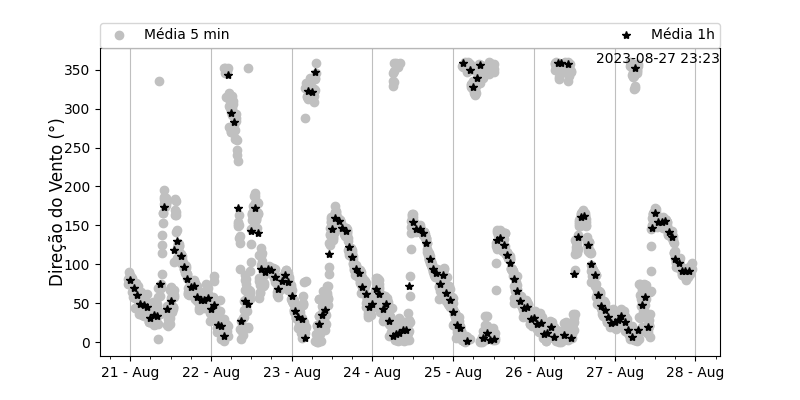 Média 5 min
Média 1h
2023-08-27 23:23
Direção do Vento (°)
350
300
250
200
150
100
50
0
21 - Aug
22 - Aug
23 - Aug
24 - Aug
25 - Aug
26 - Aug
27 - Aug
28 - Aug